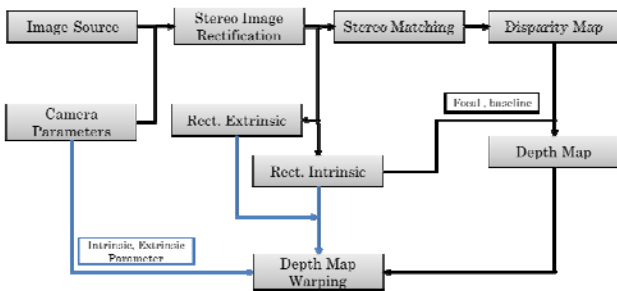 Image Source
Stereo Image
Rectification
Stereo Matching
Disparity Map
Camera
Parameters
Rect. Extrinsic
Focal , baseline
Rect. Intrinsic
Depth Map
Intrinsic, Extrinsic
Parameter
Depth Map
Warping